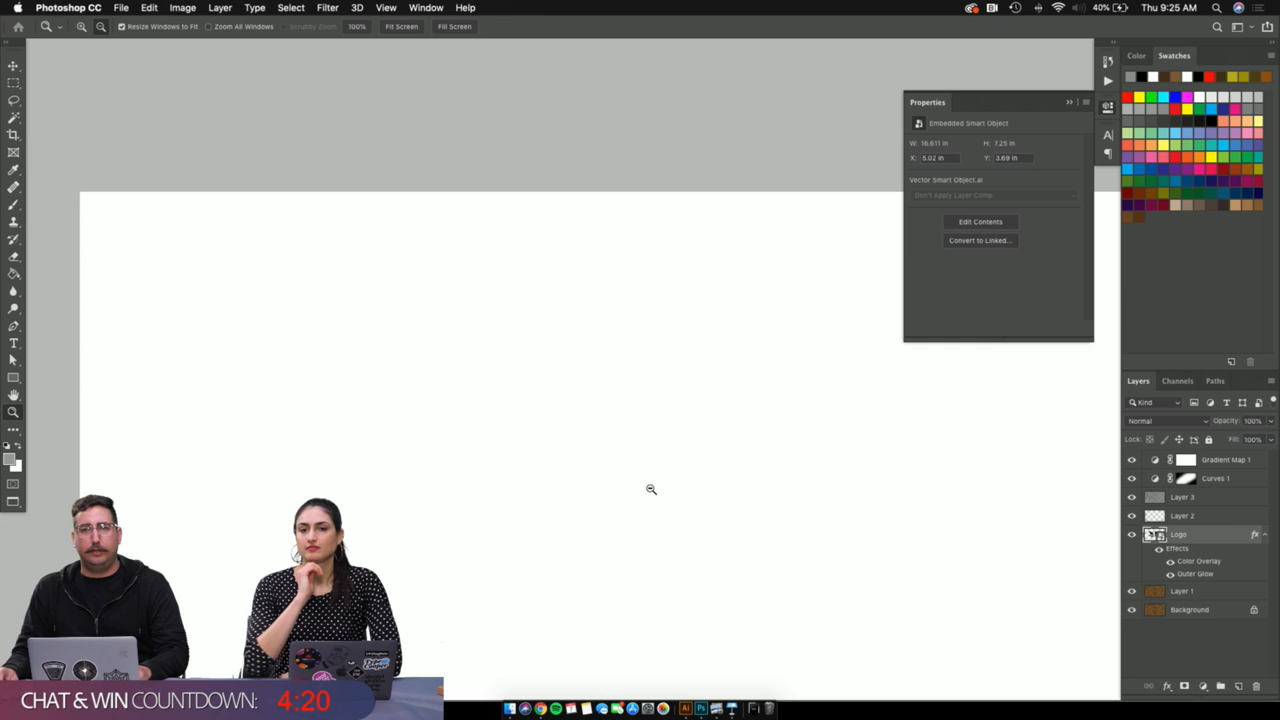 Photoshop CC File Edit Image Layer Type Select Filter 3D View Window Help
40% Thu 9:25 AM
Resize Windows to Fit Zoom All Windows Scrubby Zoom 100% Fit Screen Fill Screen
Color Swatches
Properties
Embedded Smart Object
W: 16.611 in H: 7.25 in
X: 5.02 in Y: 3.69 in
Vector Smart Object.ai
Don't Apply Layer Comp
Edit Contents
Convert to Linked...
Layers Channels Paths
Kind
Normal Opacity: 100%
Lock: Fill: 100%
Gradient Map 1
Curves 1
Layer 3
Layer 2
Logo fx
Effects
Color Overlay
Outer Glow
Layer 1
Background
CHAT & WIN COUNTDOWN: 4:20